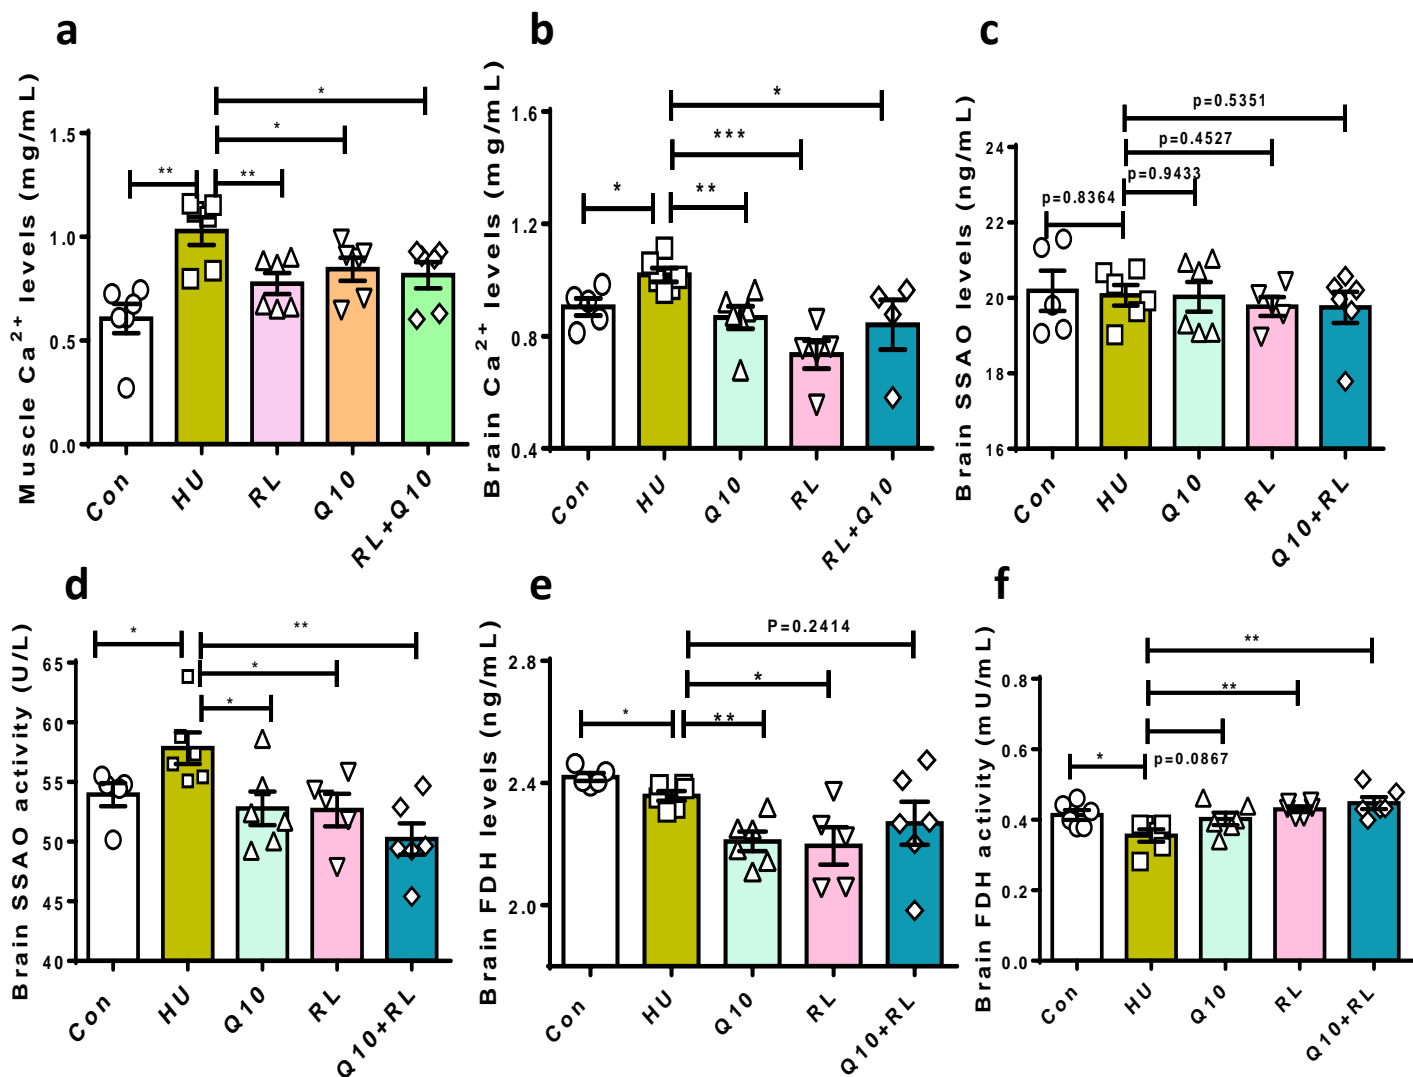 a
Muscle Ca²⁺ levels (mg/mL)
1.5
1.0
0.5
0.0
**
**
*
*
Con
HU
RL
Q10
RL+Q10
b
Brain Ca²⁺ levels (mg/mL)
1.6
1.2
0.8
0.4
*
**
***
*
Con
HU
Q10
RL
RL+Q10
c
Brain SSAO levels (ng/mL)
24
22
20
18
16
p=0.5351
p=0.4527
p=0.9433
p=0.8364
Con
HU
Q10
RL
Q10+RL
d
Brain SSAO activity (U/L)
65
60
55
50
45
40
*
**
*
*
Con
HU
Q10
RL
Q10+RL
e
Brain FDH levels (ng/mL)
2.8
2.4
2.0
P=0.2414
*
*
**
Con
HU
Q10
RL
Q10+RL
f
Brain FDH activity (mU/mL)
0.8
0.6
0.4
0.2
0.0
**
**
*
p=0.0867
Con
HU
Q10
RL
Q10+RL